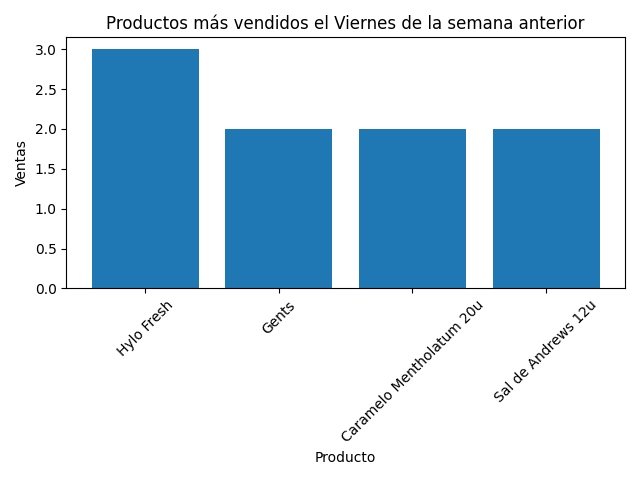 Productos más vendidos el Viernes de la semana anterior
Ventas
3.0
2.5
2.0
1.5
1.0
0.5
0.0
Hylo Fresh
Gents
Caramelo Mentholatum 20u
Sal de Andrews 12u
Producto